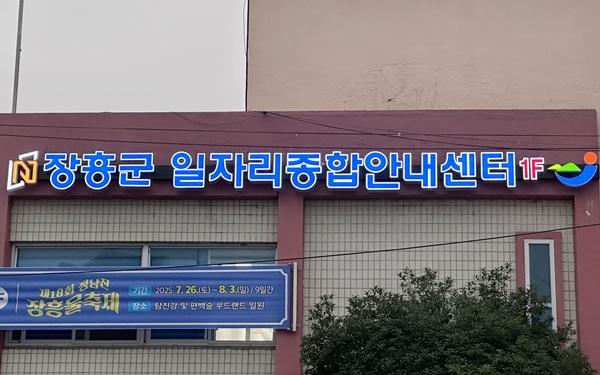 장흥군 일자리종합안내센터 1F
제18회 정남진
장흥물축제
기간 2025. 7. 26.(토) ~ 8. 3.(일) / 9일간
장소 탐진강 및 편백숲 우드랜드 일원